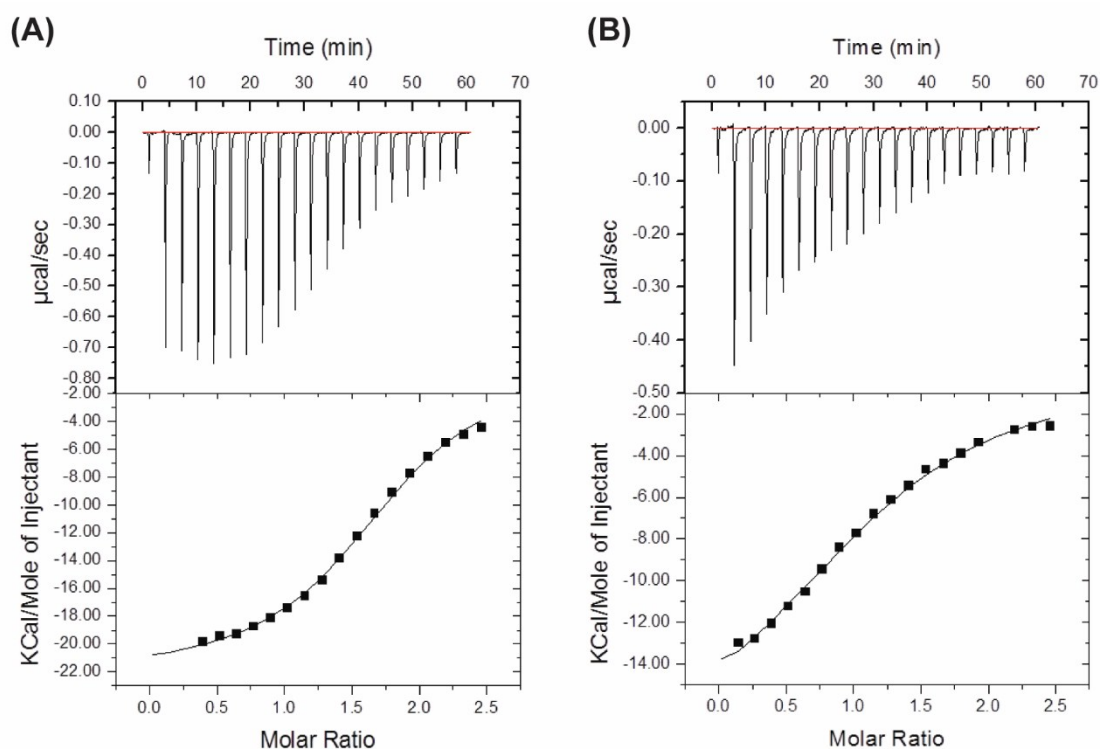 (A)
Time (min)
0 10 20 30 40 50 60 70
0.10
0.00
-0.10
-0.20
-0.30
-0.40
-0.50
-0.60
-0.70
-0.80
µcal/sec
-2.00
-4.00
-6.00
-8.00
-10.00
-12.00
-14.00
-16.00
-18.00
-20.00
-22.00
KCal/Mole of Injectant
0.0 0.5 1.0 1.5 2.0 2.5
Molar Ratio
(B)
Time (min)
0 10 20 30 40 50 60 70
0.00
-0.10
-0.20
-0.30
-0.40
-0.50
µcal/sec
-2.00
-4.00
-6.00
-8.00
-10.00
-12.00
-14.00
KCal/Mole of Injectant
0.0 0.5 1.0 1.5 2.0 2.5
Molar Ratio